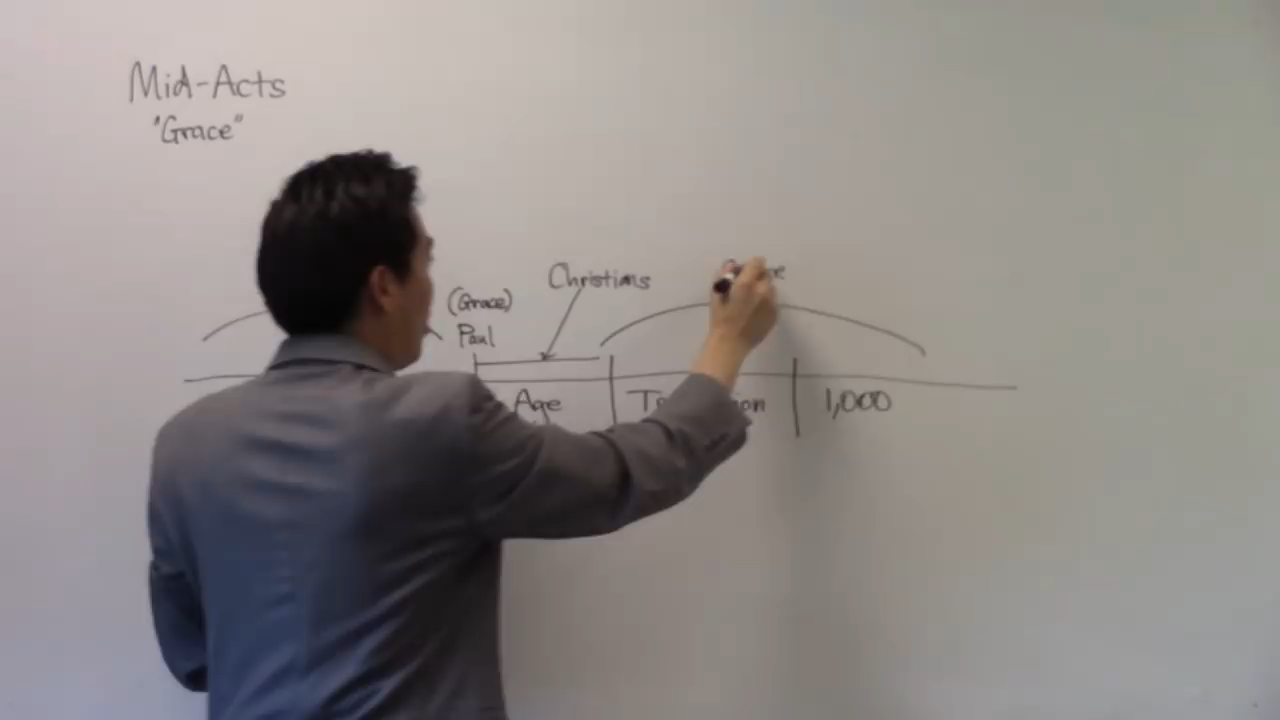 Mid-Acts
"Grace"
Christians
(Grace)
Paul
Age
1,000